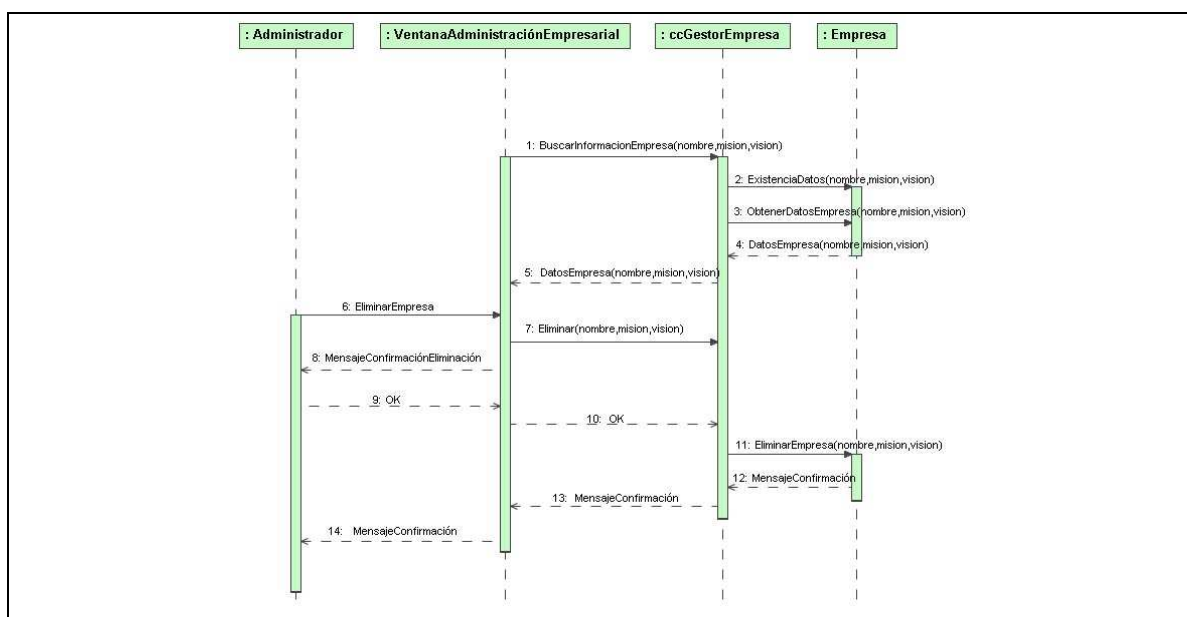 : Administrador
: VentanaAdministraciónEmpresarial
: ccGestorEmpresa
: Empresa
1: BuscarInformacionEmpresa(nombre,mision,vision)
2: ExistenciaDatos(nombre,mision,vision)
3: ObtenerDatosEmpresa(nombre,mision,vision)
4: DatosEmpresa(nombre,mision,vision)
5: DatosEmpresa(nombre,mision,vision)
6: EliminarEmpresa
7: Eliminar(nombre,mision,vision)
8: MensajeConfirmaciónEliminación
9: OK
10: OK
11: EliminarEmpresa(nombre,mision,vision)
12: MensajeConfirmación
13: MensajeConfirmación
14: MensajeConfirmación